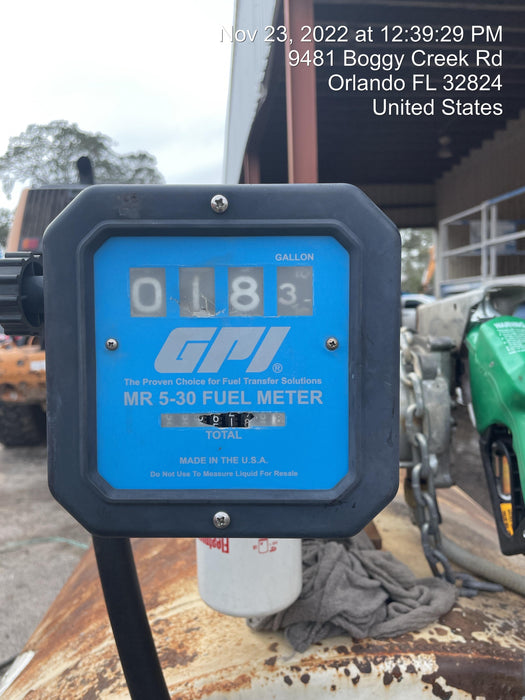 Nov 23, 2022 at 12:39:29 PM
9481 Boggy Creek Rd
Orlando FL 32824
United States
GALLON
0183
GPI®
The Proven Choice for Fuel Transfer Solutions
MR 5-30 FUEL METER
TOTAL
MADE IN THE U.S.A.
Do Not Use To Measure Liquid For Resale